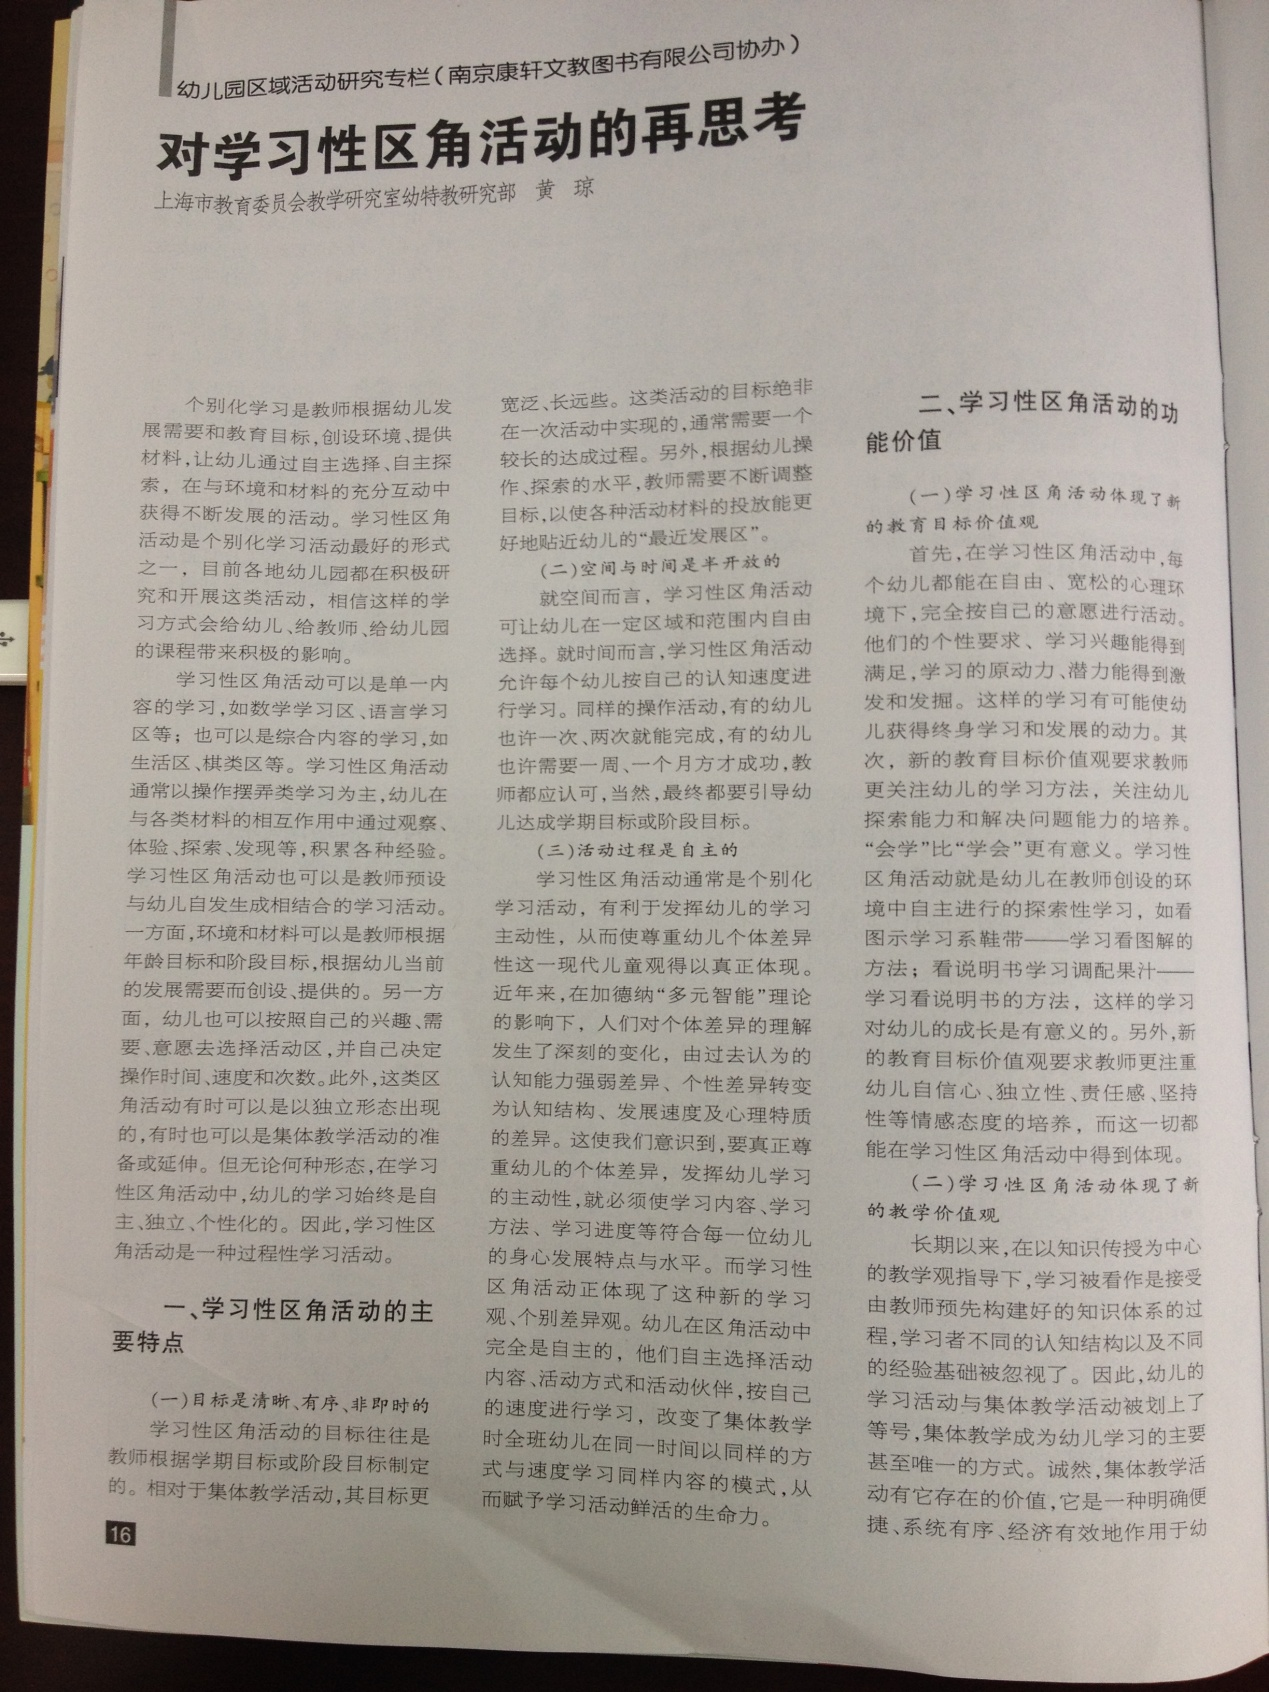 幼儿园区域活动研究专栏(南京康轩文教图书有限公司协办)
对学习性区角活动的再思考
上海市教育委员会教学研究室幼特教研究部 黄 琼
个别化学习是教师根据幼儿发
展需要和教育目标,创设环境、提供
材料,让幼儿通过自主选择、自主探
索，在与环境和材料的充分互动中
获得不断发展的活动。学习性区角
活动是个别化学习活动最好的形式
之一，目前各地幼儿园都在积极研
究和开展这类活动，相信这样的学
习方式会给幼儿、给教师、给幼儿园
的课程带来积极的影响。
学习性区角活动可以是单一内
容的学习,如数学学习区、语言学习
区等；也可以是综合内容的学习,如
生活区、棋类区等。学习性区角活动
通常以操作摆弄类学习为主,幼儿在
与各类材料的相互作用中通过观察、
体验、探索、发现等,积累各种经验。
学习性区角活动也可以是教师预设
与幼儿自发生成相结合的学习活动。
一方面,环境和材料可以是教师根据
年龄目标和阶段目标,根据幼儿当前
的发展需要而创设、提供的。另一方
面，幼儿也可以按照自己的兴趣、需
要、意愿去选择活动区,并自己决定
操作时间、速度和次数。此外,这类区
角活动有时可以是以独立形态出现
的,有时也可以是集体教学活动的准
备或延伸。但无论何种形态,在学习
性区角活动中,幼儿的学习始终是自
主、独立、个性化的。因此,学习性区
角活动是一种过程性学习活动。
一、学习性区角活动的主
要特点
(一)目标是清晰、有序、非即时的
学习性区角活动的目标往往是
教师根据学期目标或阶段目标制定
的。相对于集体教学活动,其目标更
宽泛、长远些。这类活动的目标绝非
在一次活动中实现的,通常需要一个
较长的达成过程。另外,根据幼儿操
作、探索的水平,教师需要不断调整
目标,以使各种活动材料的投放能更
好地贴近幼儿的“最近发展区”。
(二)空间与时间是半开放的
就空间而言，学习性区角活动
可让幼儿在一定区域和范围内自由
选择。就时间而言,学习性区角活动
允许每个幼儿按自己的认知速度进
行学习。同样的操作活动,有的幼儿
也许一次、两次就能完成,有的幼儿
也许需要一周、一个月方才成功,教
师都应认可,当然,最终都要引导幼
儿达成学期目标或阶段目标。
(三)活动过程是自主的
学习性区角活动通常是个别化
学习活动，有利于发挥幼儿的学习
主动性，从而使尊重幼儿个体差异
性这一现代儿童观得以真正体现。
近年来,在加德纳“多元智能”理论
的影响下，人们对个体差异的理解
发生了深刻的变化，由过去认为的
认知能力强弱差异、个性差异转变
为认知结构、发展速度及心理特质
的差异。这使我们意识到,要真正尊
重幼儿的个体差异，发挥幼儿学习
的主动性,就必须使学习内容、学习
方法、学习进度等符合每一位幼儿
的身心发展特点与水平。而学习性
区角活动正体现了这种新的学习
观、个别差异观。幼儿在区角活动中
完全是自主的，他们自主选择活动
内容、活动方式和活动伙伴,按自己
的速度进行学习，改变了集体教学
时全班幼儿在同一时间以同样的方
式与速度学习同样内容的模式,从
而赋予学习活动鲜活的生命力。
二、学习性区角活动的功
能价值
(一)学习性区角活动体现了新
的教育目标价值观
首先,在学习性区角活动中,每
个幼儿都能在自由、宽松的心理环
境下,完全按自己的意愿进行活动。
他们的个性要求、学习兴趣能得到
满足,学习的原动力、潜力能得到激
发和发掘。这样的学习有可能使幼
儿获得终身学习和发展的动力。其
次，新的教育目标价值观要求教师
更关注幼儿的学习方法，关注幼儿
探索能力和解决问题能力的培养。
“会学”比“学会”更有意义。学习性
区角活动就是幼儿在教师创设的环
境中自主进行的探索性学习，如看
图示学习系鞋带——学习看图解的
方法；看说明书学习调配果汁——
学习看说明书的方法，这样的学习
对幼儿的成长是有意义的。另外,新
的教育目标价值观要求教师更注重
幼儿自信心、独立性、责任感、坚持
性等情感态度的培养，而这一切都
能在学习性区角活动中得到体现。
(二)学习性区角活动体现了新
的教学价值观
长期以来,在以知识传授为中心
的教学观指导下,学习被看作是接受
由教师预先构建好的知识体系的过
程,学习者不同的认知结构以及不同
的经验基础被忽视了。因此,幼儿的
学习活动与集体教学活动被划上了
等号,集体教学成为幼儿学习的主要
甚至唯一的方式。诚然,集体教学活
动有它存在的价值,它是一种明确便
捷、系统有序、经济有效地作用于幼
16